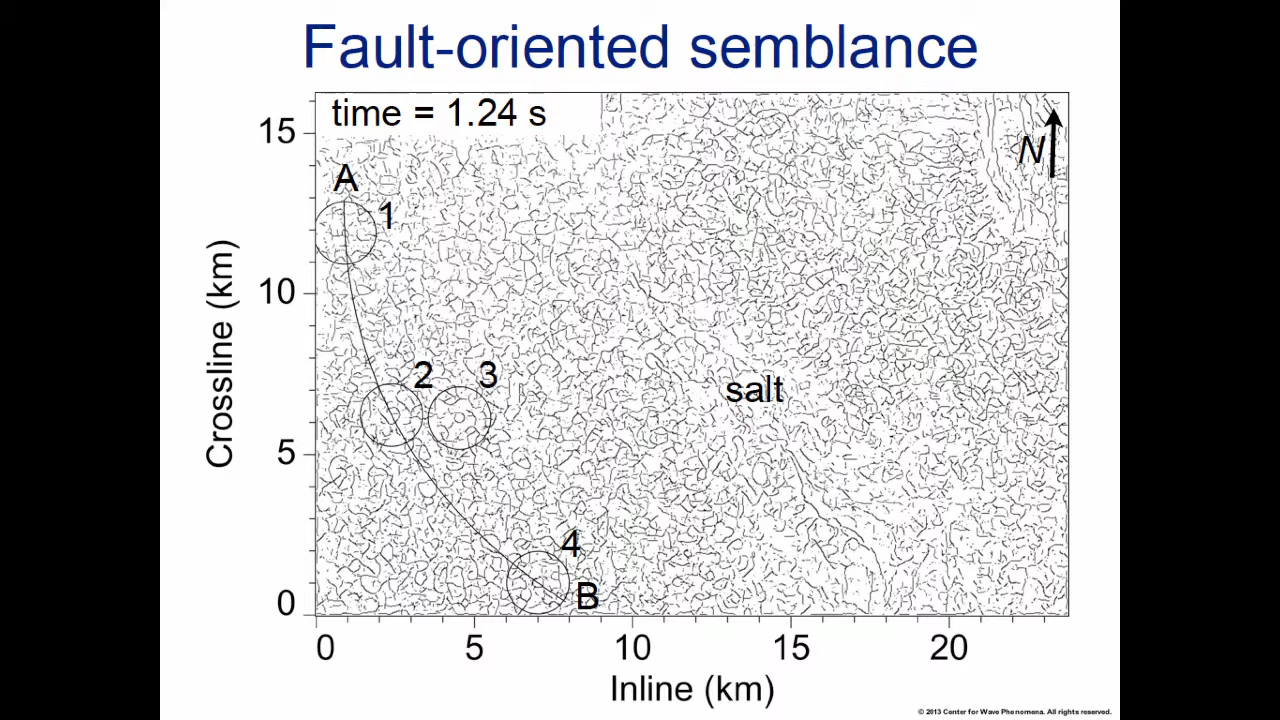 Fault-oriented semblance
time = 1.24 s
15
N
A
1
10
2
3
salt
5
4
B
0
0
5
10
15
20
Crossline (km)
Inline (km)
© 2013 Center for Wave Phenomena. All rights reserved.